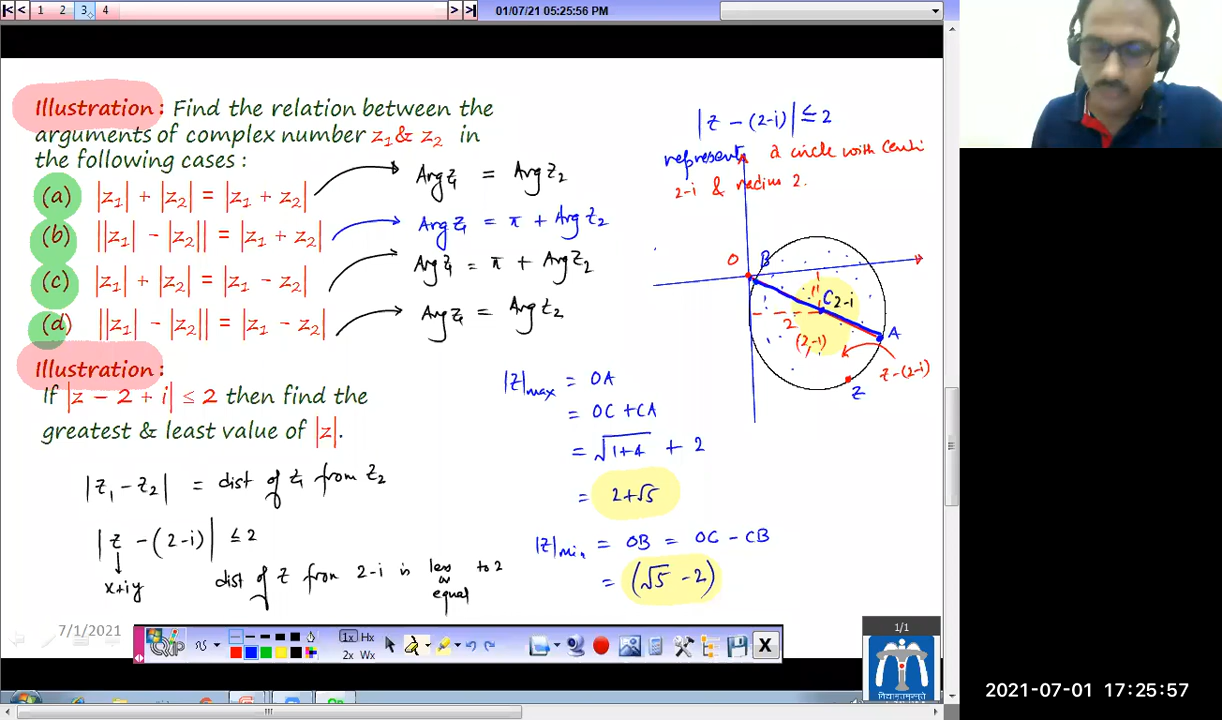 1 2 3 4
01/07/21 05:25:56 PM
Illustration : Find the relation between the
arguments of complex number z₁ & z₂ in
the following cases :
(a) |z₁| + |z₂| = |z₁ + z₂|
Arg z₁ = Arg z₂
(b) ||z₁| - |z₂|| = |z₁ + z₂|
Arg z₁ = π + Arg z₂
(c) |z₁| + |z₂| = |z₁ - z₂|
Arg z₁ = π + Arg z₂
(d) ||z₁| - |z₂|| = |z₁ - z₂|
Arg z₁ = Arg z₂
Illustration :
If |z - 2 + i| ≤ 2 then find the
greatest & least value of |z|.
|z₁ - z₂| = dist of z₁ from z₂
|z - (2-i)| ≤ 2
x+iy
dist of z from 2-i is less or equal to 2
|z - (2-i)| ≤ 2
represent a circle with
2-i & radius 2.
O B
C 2-i
2 1
(2,-1)
A
z-(2-i)
z
|z|max = OA
= OC + CA
= √1+4 + 2
= 2+√5
|z|min = OB = OC - CB
= (√5 - 2)
7/1/2021
1x Hx
2x Wx
X
1/1
2021-07-01 17:25:57